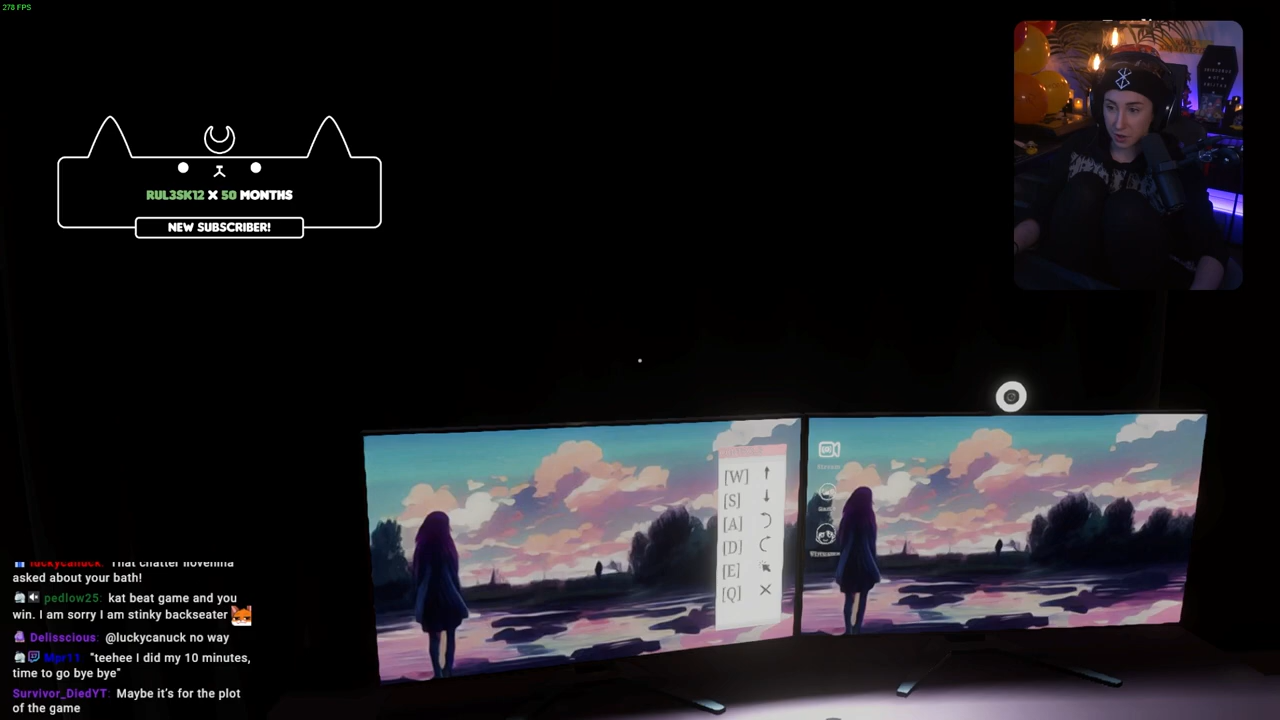 278 FPS
RUL3SK12 X 50 MONTHS
NEW SUBSCRIBER!
[W]
[S]
[A]
[D]
[E]
[Q]
luckycanuck: That chatter
asked about your bath!
pedlow25: kat beat game and you
win. I am sorry I am stinky backseater
Delisscious: @luckycanuck no way
Mpr11: "teehee I did my 10 minutes,
time to go bye bye"
Survivor_DiedYT: Maybe it's for the plot
of the game